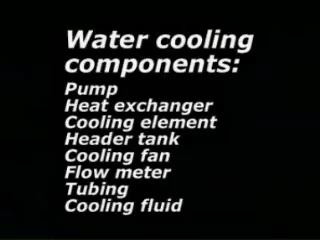 Water cooling
components:
Pump
Heat exchanger
Cooling element
Header tank
Cooling fan
Flow meter
Tubing
Cooling fluid